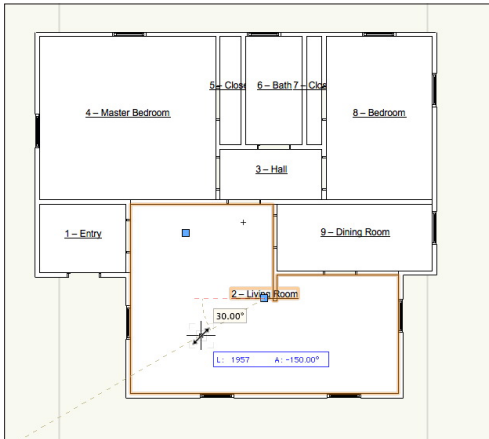 5 – Close
6 – Bath
7 – Clo
4 – Master Bedroom
8 – Bedroom
3 – Hall
1 – Entry
9 – Dining Room
2 – Living Room
30.00°
L: 1957 A: -150.00°